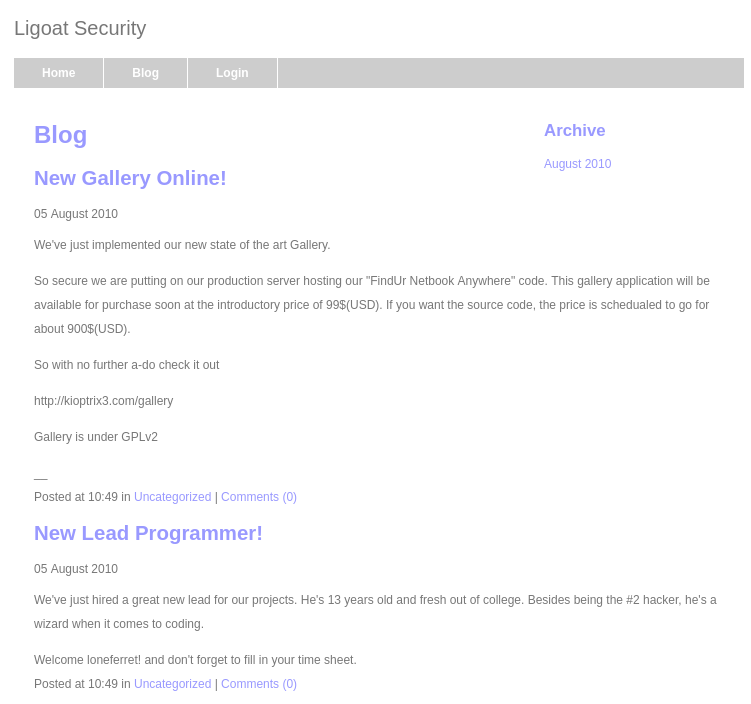 Ligoat Security
Home Blog Login
Blog
New Gallery Online!
05 August 2010
We've just implemented our new state of the art Gallery.
So secure we are putting on our production server hosting our "FindUr Netbook Anywhere" code. This gallery application will be
available for purchase soon at the introductory price of 99$(USD). If you want the source code, the price is schedualed to go for
about 900$(USD).
So with no further a-do check it out
http://kioptrix3.com/gallery
Gallery is under GPLv2
__
Posted at 10:49 in Uncategorized | Comments (0)
New Lead Programmer!
05 August 2010
We've just hired a great new lead for our projects. He's 13 years old and fresh out of college. Besides being the #2 hacker, he's a
wizard when it comes to coding.
Welcome loneferret! and don't forget to fill in your time sheet.
Posted at 10:49 in Uncategorized | Comments (0)
Archive
August 2010